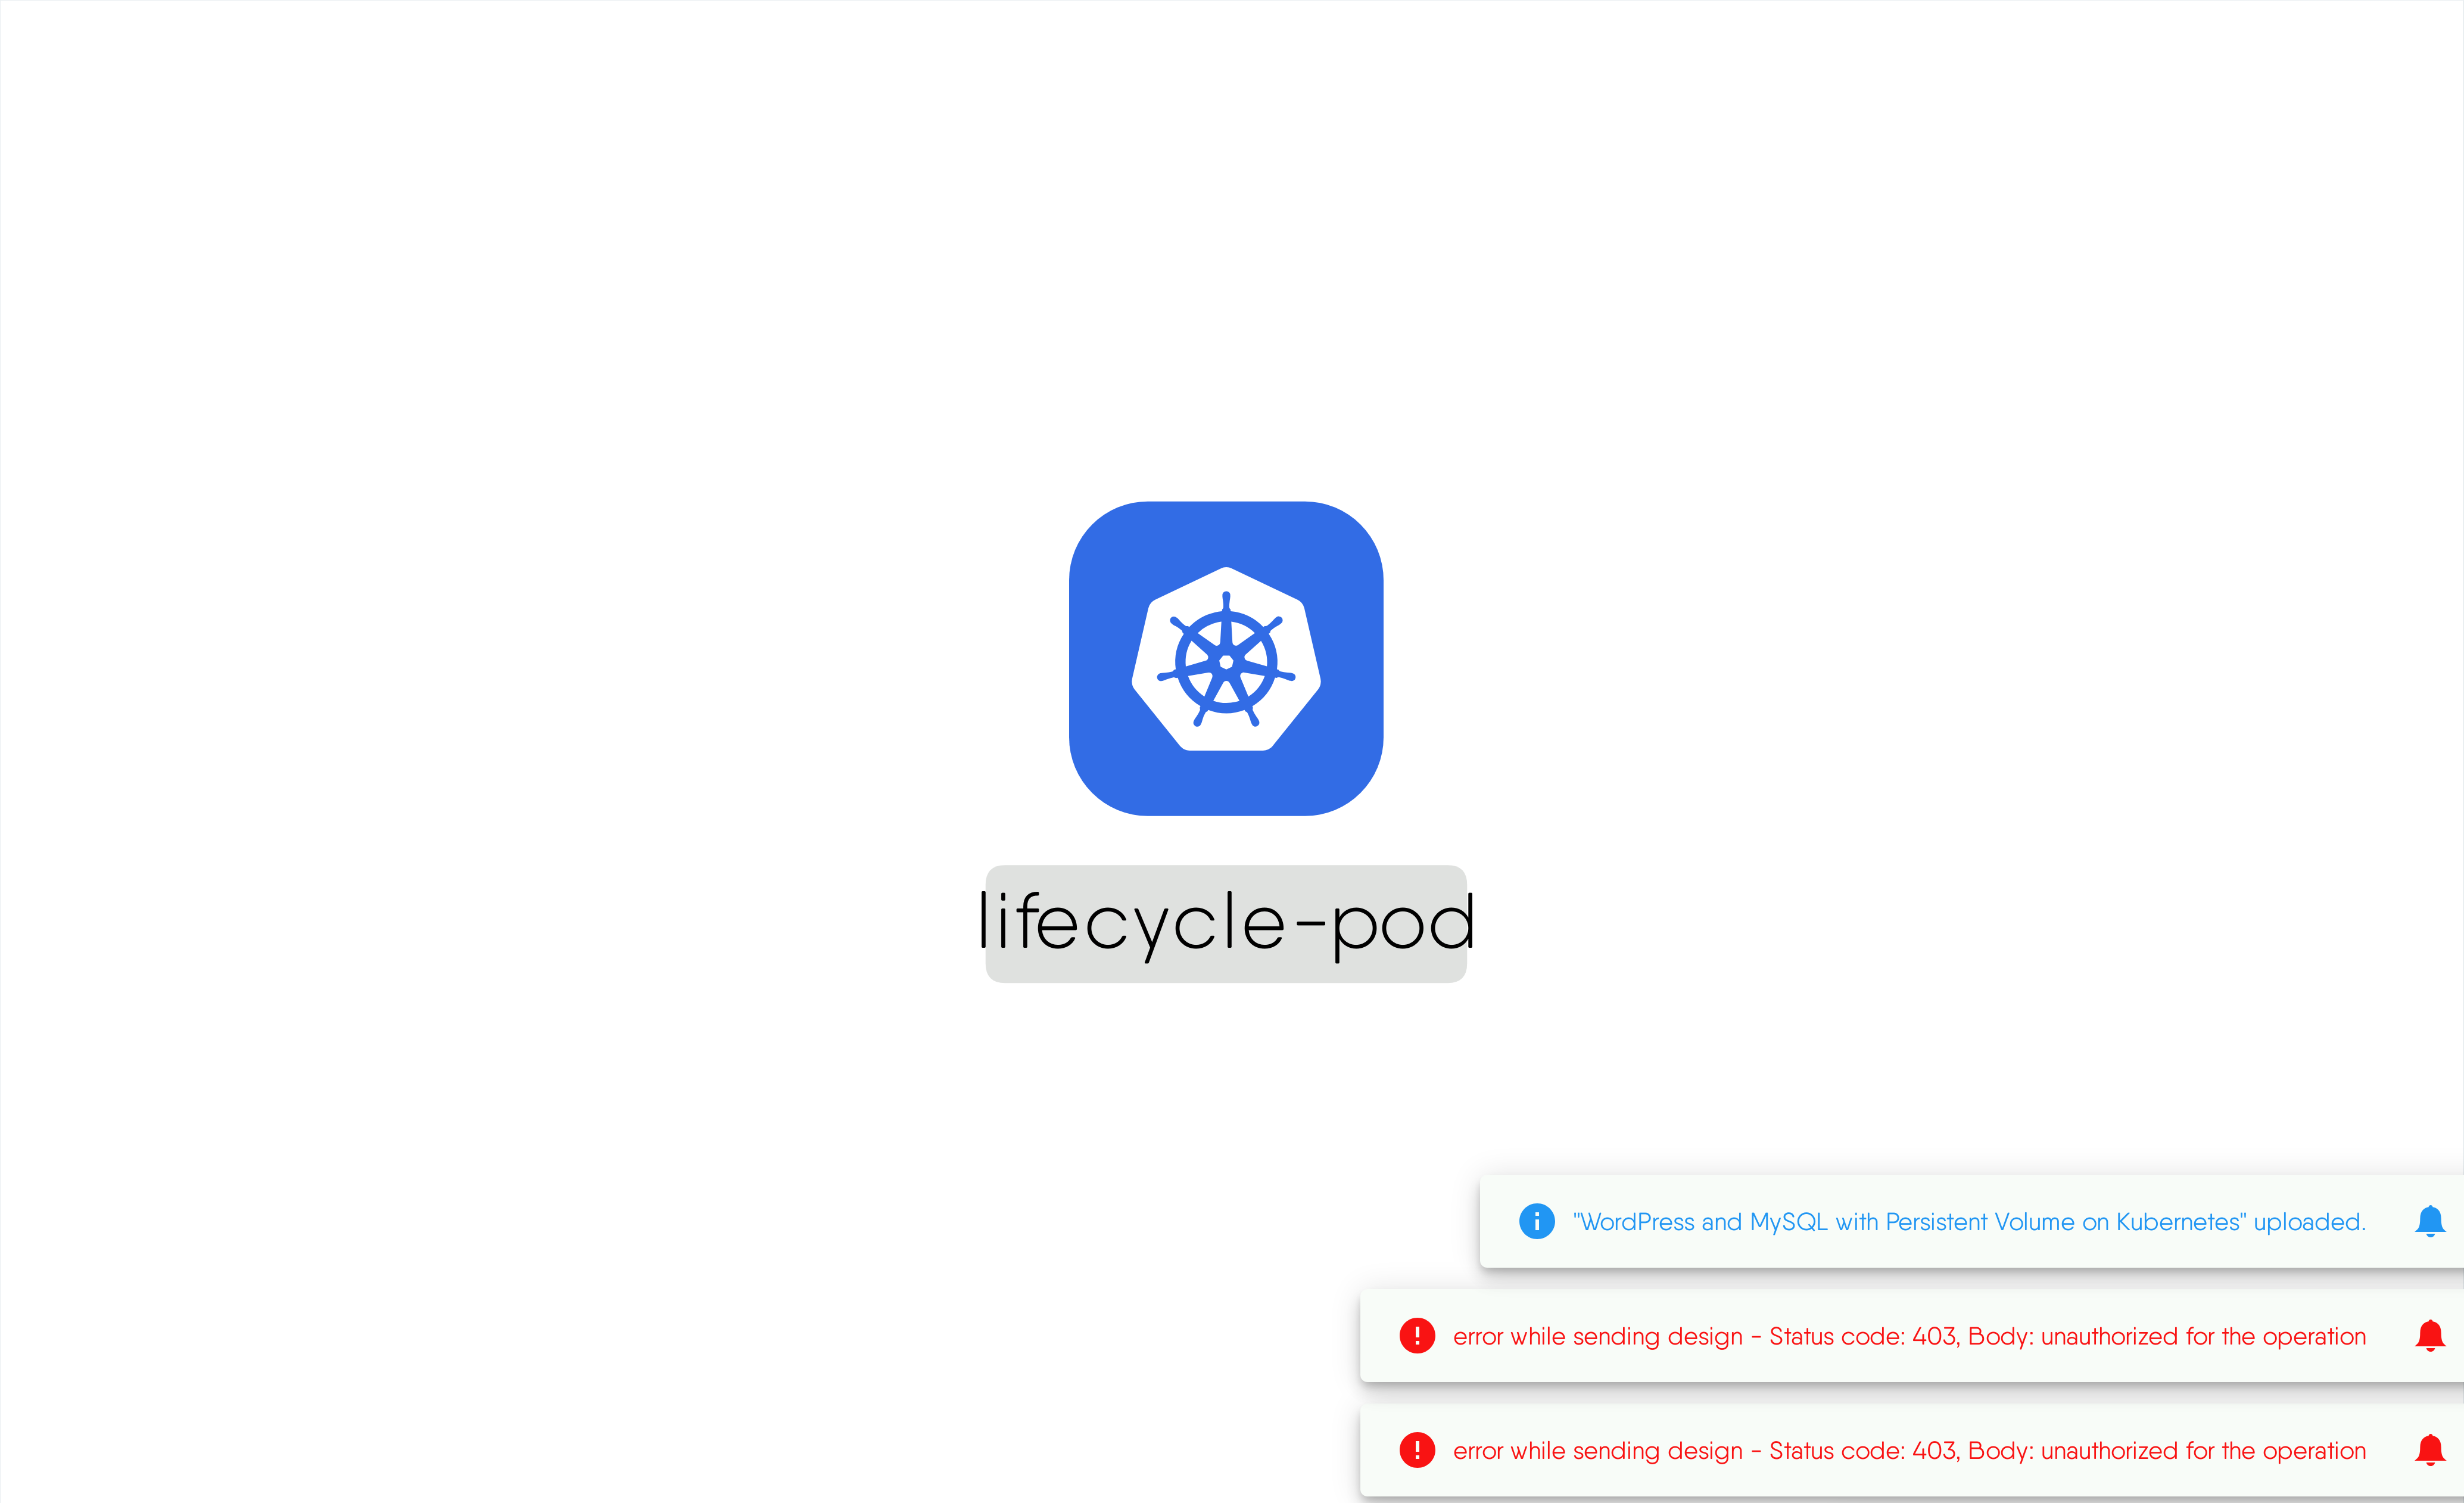 lifecycle-pod
"WordPress and MySQL with Persistent Volume on Kubernetes" uploaded.
error while sending design - Status code: 403, Body: unauthorized for the operation
error while sending design - Status code: 403, Body: unauthorized for the operation